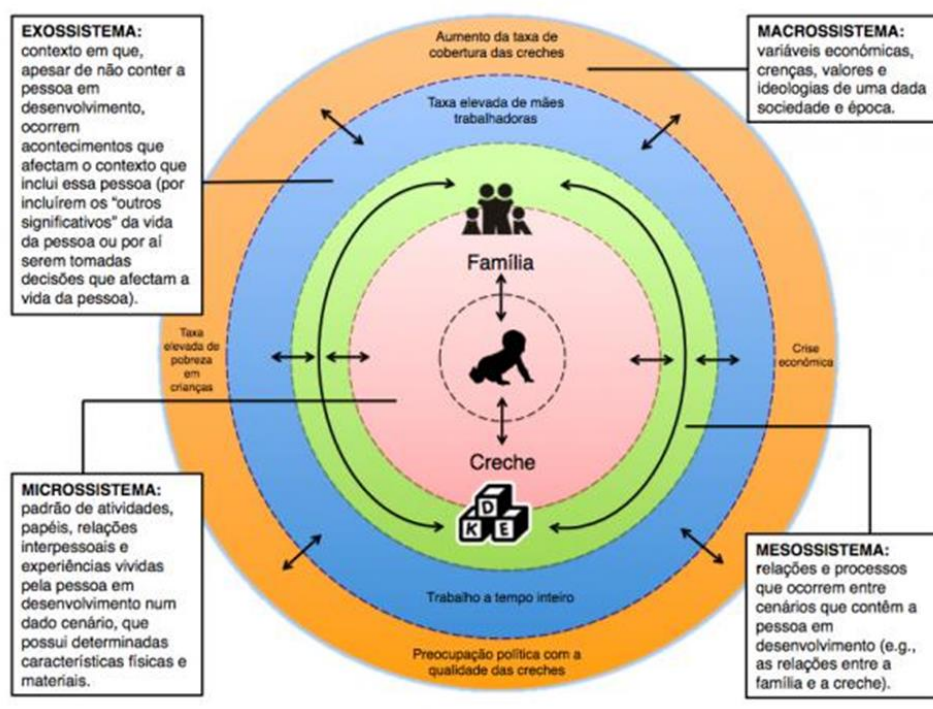 EXOSSISTEMA:
contexto em que,
apesar de não conter a
pessoa em
desenvolvimento,
ocorrem
acontecimentos que
afectam o contexto que
inclui essa pessoa (por
incluírem os "outros
significativos" da vida
da pessoa ou por aí
serem tomadas
decisões que afectam a
vida da pessoa).
Aumento da taxa de
cobertura das creches
MACROSSISTEMA:
variáveis económicas,
crenças, valores e
ideologias de uma dada
sociedade e época.
Taxa elevada de mães
trabalhadoras
Família
Taxa
elevada de
pobreza
em
crianças
Crise
económica
Creche
D
K E
MICROSSISTEMA:
padrão de atividades,
papéis, relações
interpessoais e
experiências vividas
pela pessoa em
desenvolvimento num
dado cenário, que
possui determinadas
características físicas e
materiais.
MESOSSISTEMA:
relações e processos
que ocorrem entre
cenários que contêm a
pessoa em
desenvolvimento (e.g.,
as relações entre a
família e a creche).
Trabalho a tempo inteiro
Preocupação política com a
qualidade das creches